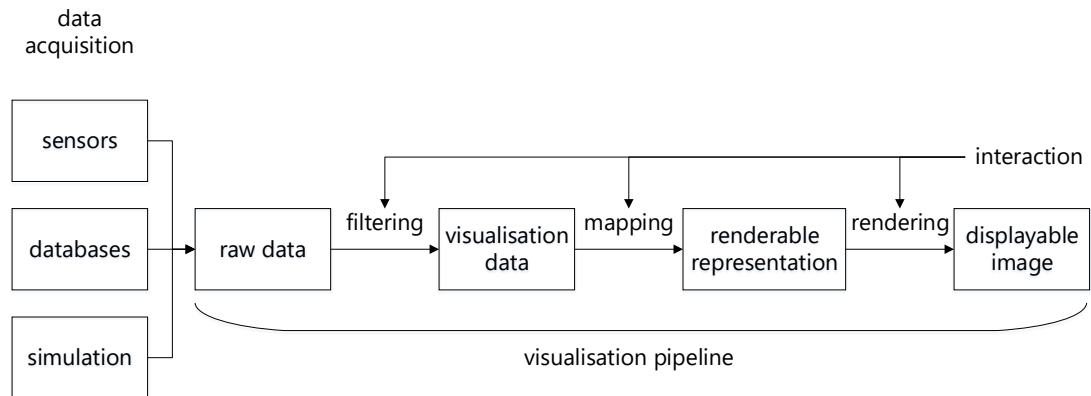 data
acquisition
sensors
databases
simulation
raw data
filtering
visualisation
data
mapping
renderable
representation
rendering
displayable
image
interaction
visualisation pipeline